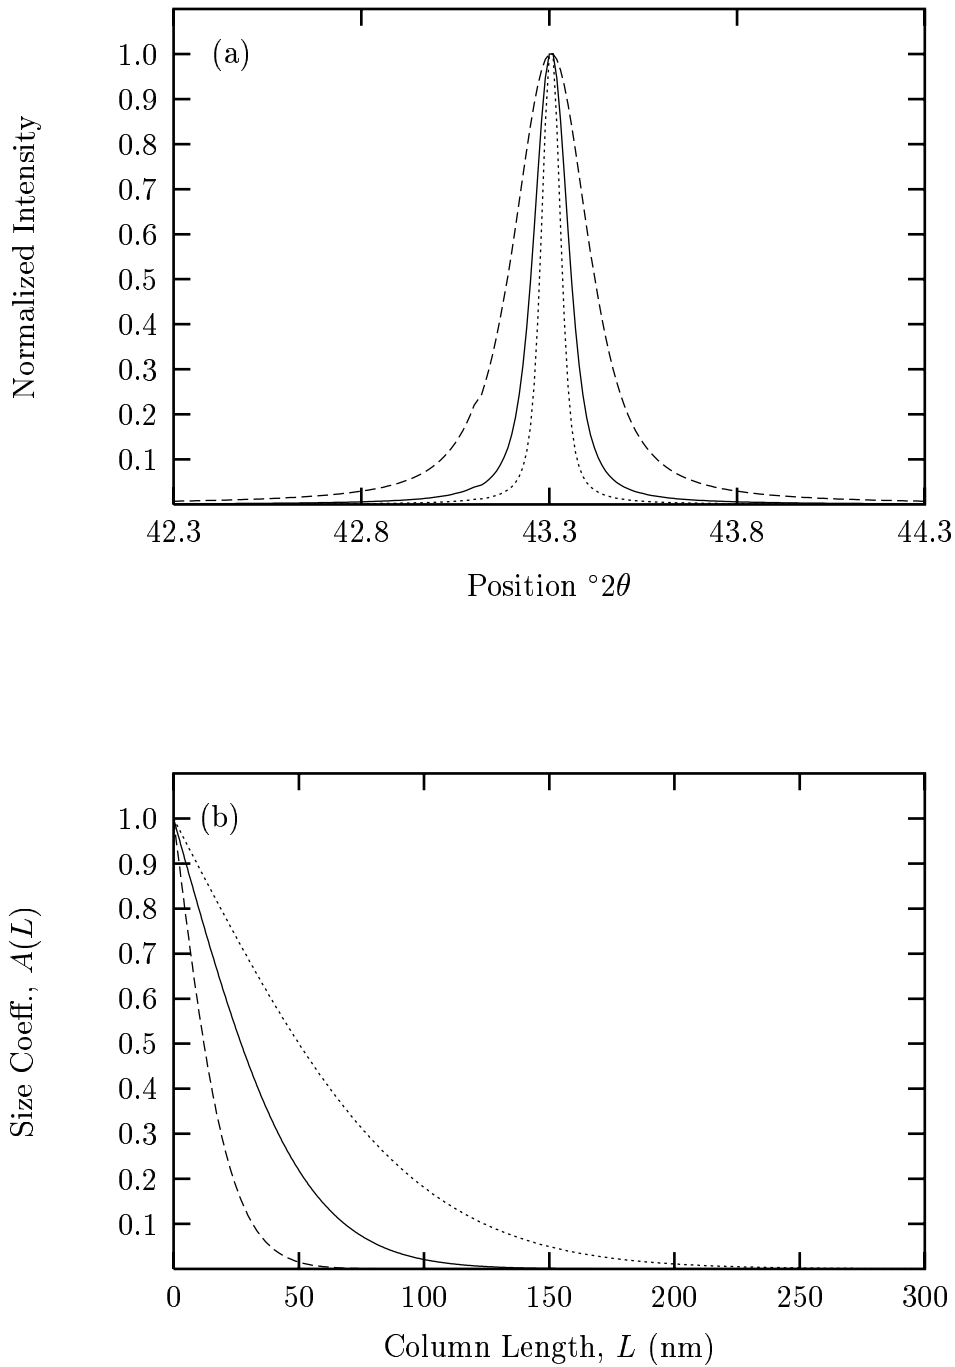 (a)
Normalized Intensity
1.0
0.9
0.8
0.7
0.6
0.5
0.4
0.3
0.2
0.1
42.3 42.8 43.3 43.8 44.3
Position °2θ
(b)
Size Coeff., A(L)
1.0
0.9
0.8
0.7
0.6
0.5
0.4
0.3
0.2
0.1
0 50 100 150 200 250 300
Column Length, L (nm)